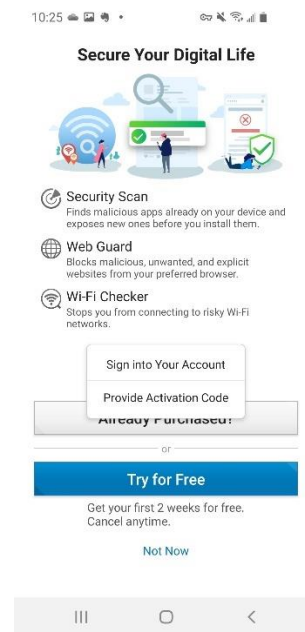 10:25
Secure Your Digital Life
Security Scan
Finds malicious apps already on your device and
exposes new ones before you install them.
Web Guard
Blocks malicious, unwanted, and explicit
websites from your preferred browser.
Wi-Fi Checker
Stops you from connecting to risky Wi-Fi
networks.
Sign into Your Account
Provide Activation Code
Already Purchased?
or
Try for Free
Get your first 2 weeks for free.
Cancel anytime.
Not Now